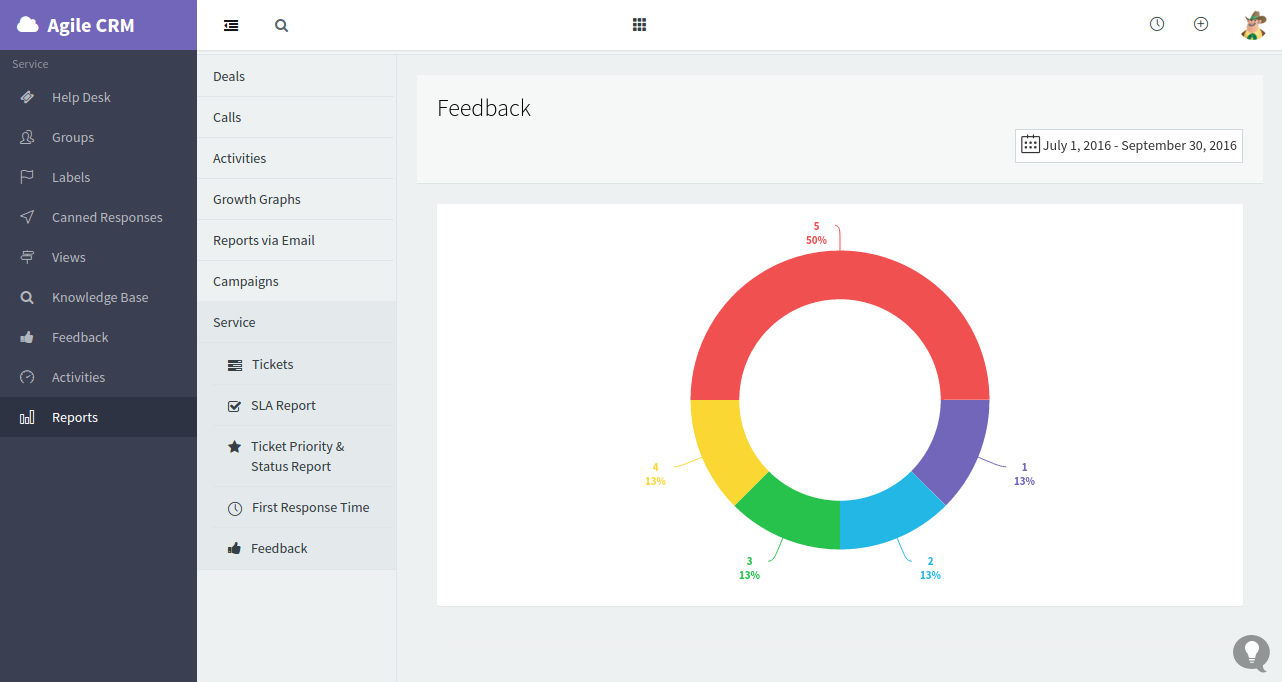 Agile CRM
Service
Help Desk
Groups
Labels
Canned Responses
Views
Knowledge Base
Feedback
Activities
Reports
Deals
Calls
Activities
Growth Graphs
Reports via Email
Campaigns
Service
Tickets
SLA Report
Ticket Priority &
Status Report
First Response Time
Feedback
Feedback
July 1, 2016 - September 30, 2016
5
50%
4
13%
1
13%
3
13%
2
13%